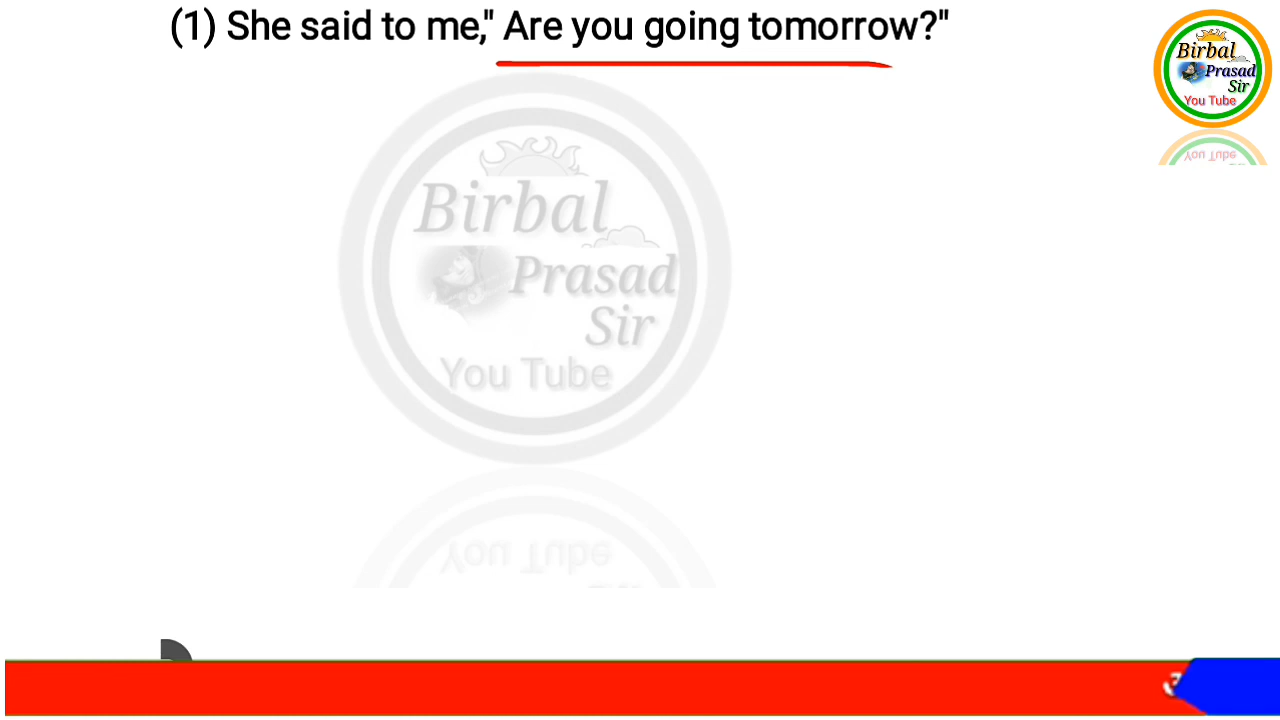 (1) She said to me," Are you going tomorrow?"
Birbal
Prasad
Sir
You Tube
Birbal
Prasad
Sir
You Tube